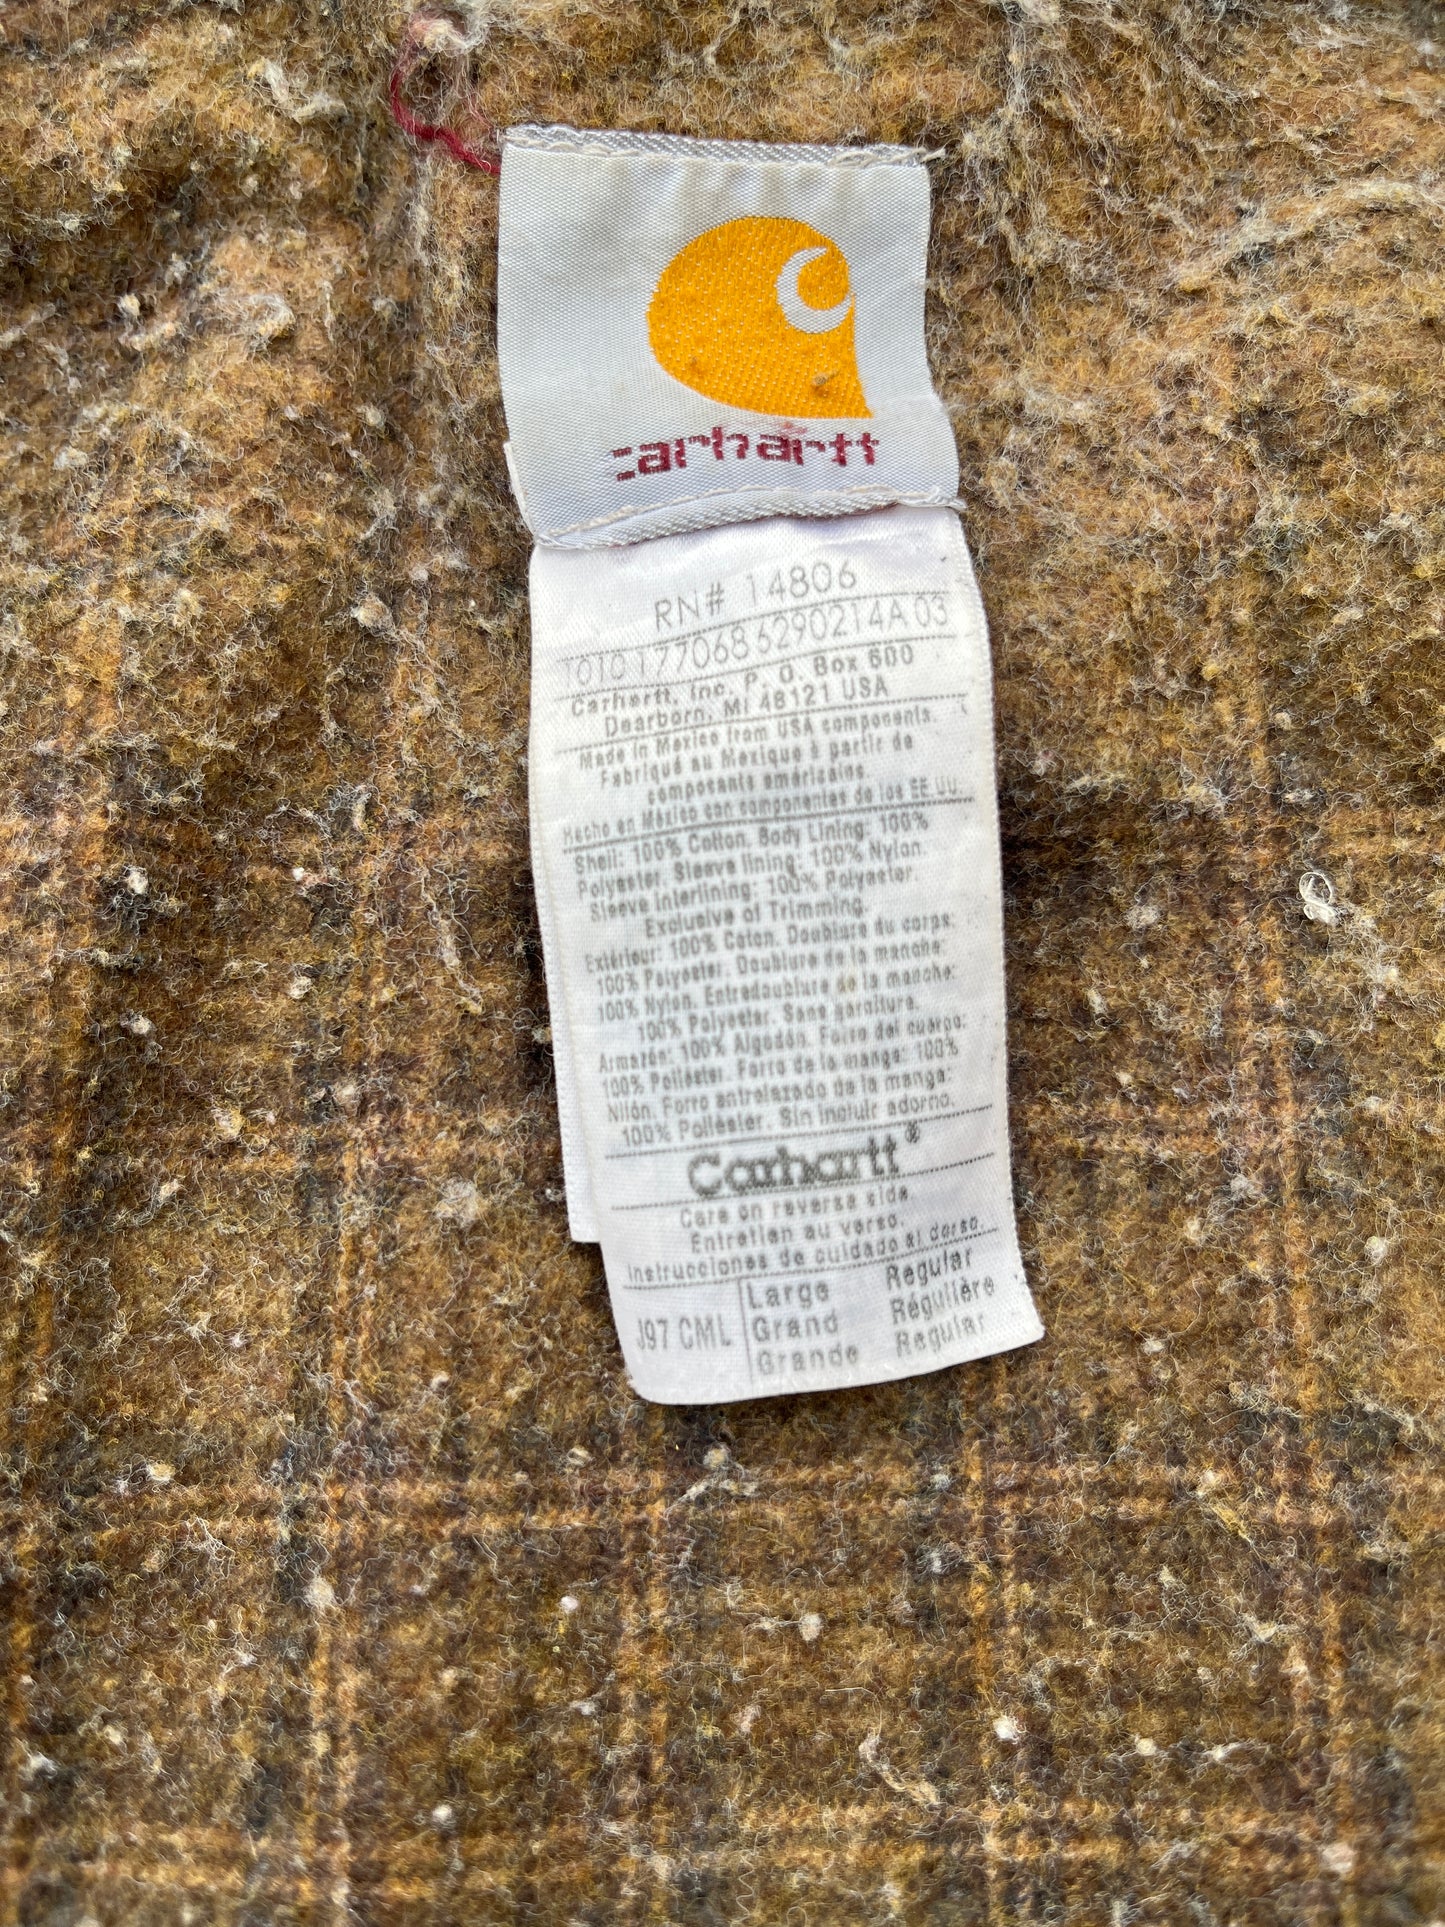 carhartt
RN# 14806
10101770686290214A 03
Carhartt, Inc. P. O. Box 600
Dearborn, MI 48121 USA
Made in Mexico from USA components.
Fabriqué au Mexique à partir de
composants américains.
Hecho en México con componentes de los EE.UU.
Shell: 100% Cotton. Body Lining: 100%
Polyester. Sleeve lining: 100% Nylon.
Sleeve interlining: 100% Polyester.
Exclusive of Trimming.
Extérieur: 100% Coton. Doublure du corps:
100% Polyester. Doublure de la manche:
100% Nylon. Entredoublure de la manche:
100% Polyester. Sans garniture.
Armazón: 100% Algodón. Forro del cuerpo:
100% Poliéster. Forro de la manga: 100%
Nilón. Forro entrelazado de la manga:
100% Poliester. Sin incluir adorno.
Carhartt®
Care on reverse side.
Entretien au verso.
Instrucciones de cuidado al dorso.
J97 CML
Large Regular
Grand Régulière
Grande Regular